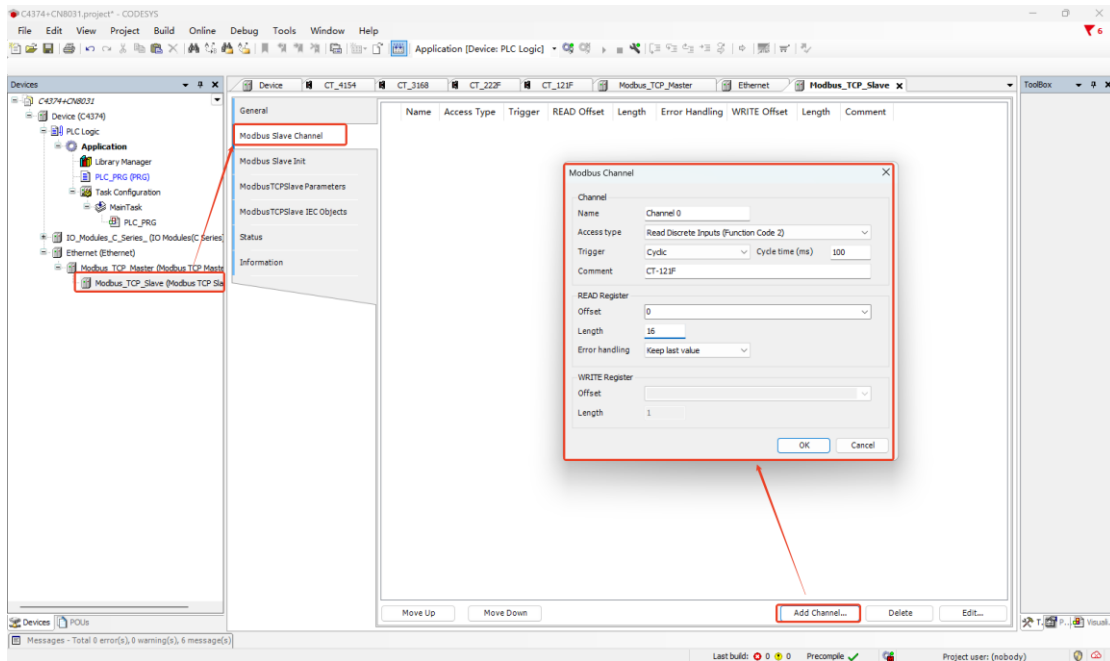 C4374+CN8031.project* - CODESYS
File Edit View Project Build Online Debug Tools Window Help
Application [Device: PLC Logic]
6
Devices
C4374+CN8031
Device (C4374)
PLC Logic
Application
Library Manager
PLC_PRG (PRG)
Task Configuration
MainTask
PLC_PRG
IO_Modules_C_Series_ (IO Modules(C Series
Ethernet (Ethernet)
Modbus_TCP_Master (Modbus TCP Maste
Modbus_TCP_Slave (Modbus TCP Sla
Devices POUs
Device CT_4154 CT_3168 CT_222F CT_121F Modbus_TCP_Master Ethernet Modbus_TCP_Slave
General
Modbus Slave Channel
Modbus Slave Init
ModbusTCPSlave Parameters
ModbusTCPSlave IEC Objects
Status
Information
Name Access Type Trigger READ Offset Length Error Handling WRITE Offset Length Comment
Modbus Channel
Channel
Name Channel 0
Access type Read Discrete Inputs (Function Code 2)
Trigger Cyclic Cycle time (ms) 100
Comment CT-121F
READ Register
Offset 0
Length 16
Error handling Keep last value
WRITE Register
Offset
Length 1
OK Cancel
Move Up Move Down Add Channel... Delete Edit...
ToolBox
T. P.. Visuali.
Messages - Total 0 error(s), 0 warning(s), 6 message(s)
Last build: 0 0 Precompile Project user: (nobody)